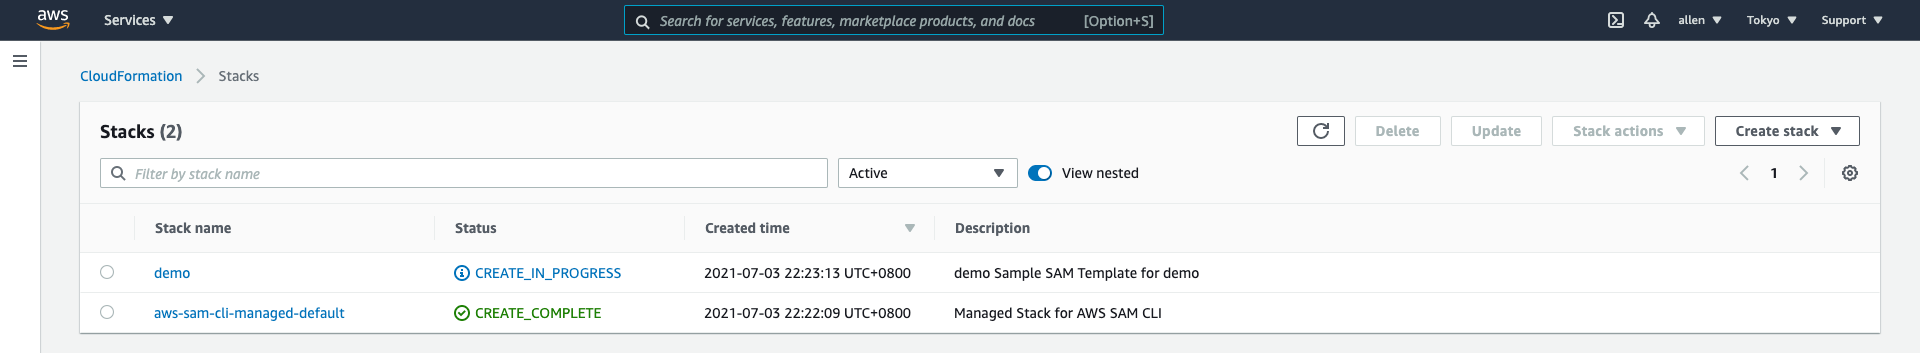 aws Services Search for services, features, marketplace products, and docs [Option+S] allen Tokyo Support
CloudFormation Stacks
Stacks (2) Delete Update Stack actions Create stack
Filter by stack name Active View nested 1
Stack name Status Created time Description
demo CREATE_IN_PROGRESS 2021-07-03 22:23:13 UTC+0800 demo Sample SAM Template for demo
aws-sam-cli-managed-default CREATE_COMPLETE 2021-07-03 22:22:09 UTC+0800 Managed Stack for AWS SAM CLI